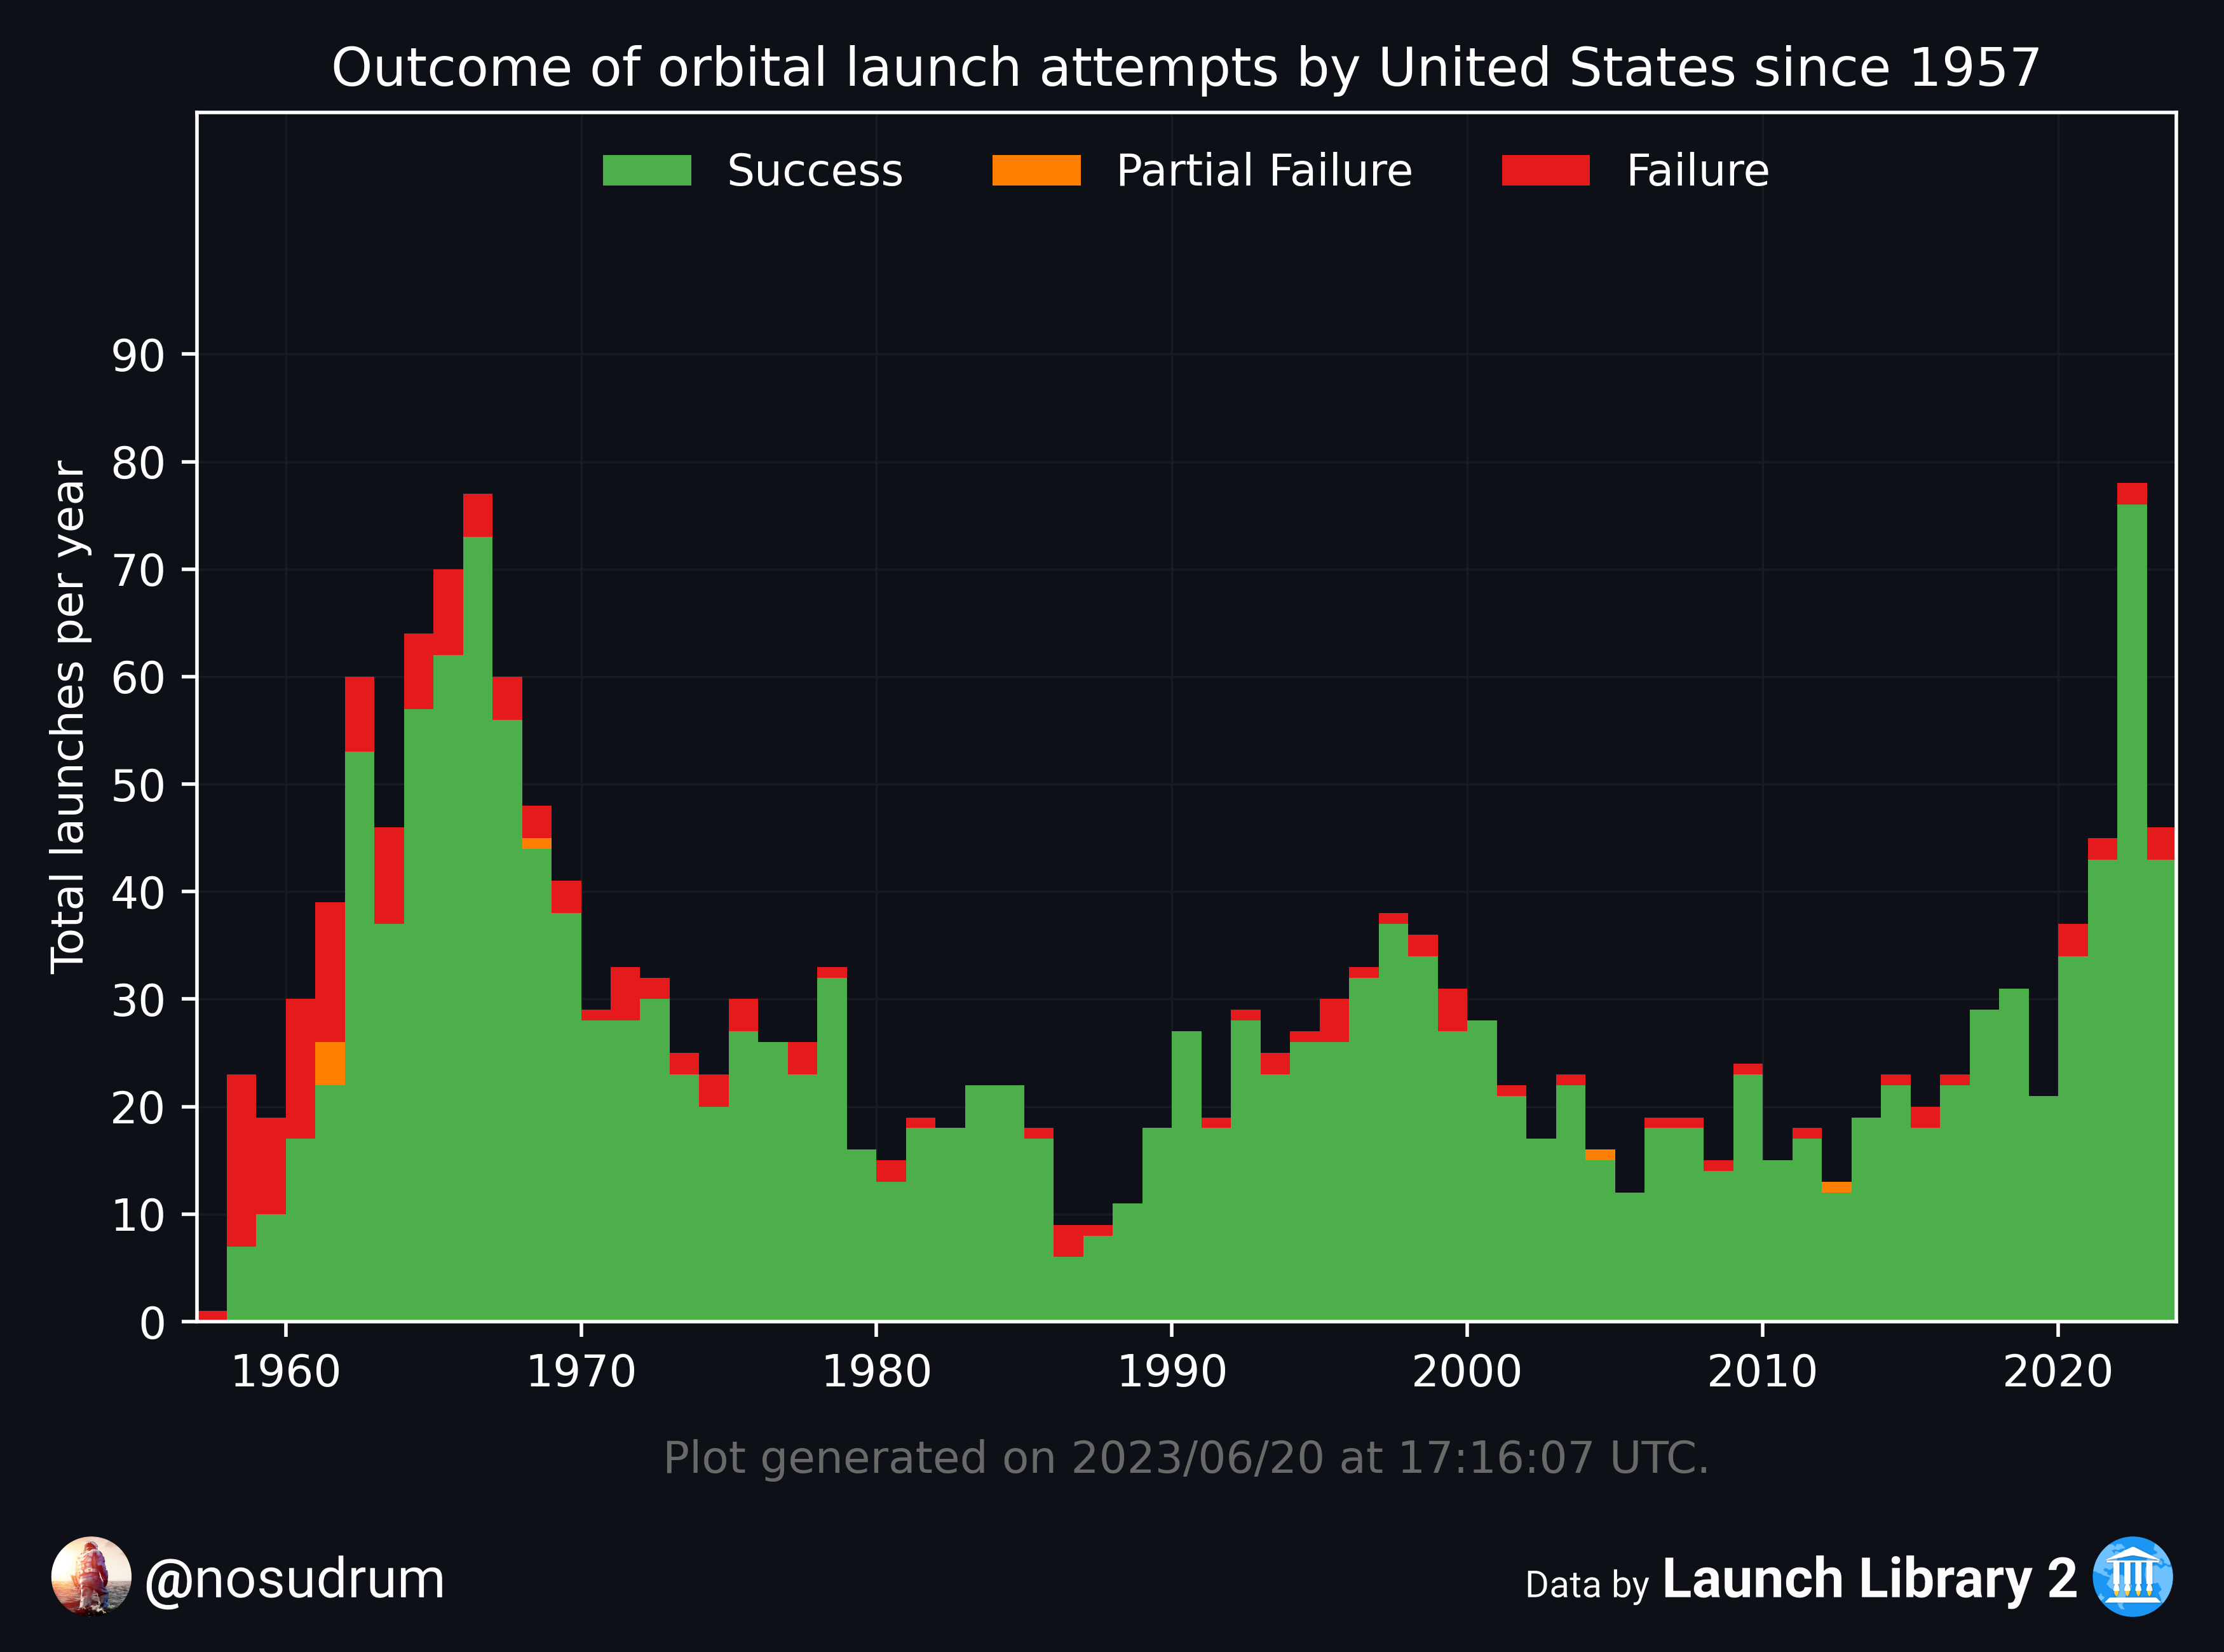 Outcome of orbital launch attempts by United States since 1957
Success Partial Failure Failure
Total launches per year
90
80
70
60
50
40
30
20
10
0
1960 1970 1980 1990 2000 2010 2020
Plot generated on 2023/06/20 at 17:16:07 UTC.
@nosudrum
Data by Launch Library 2